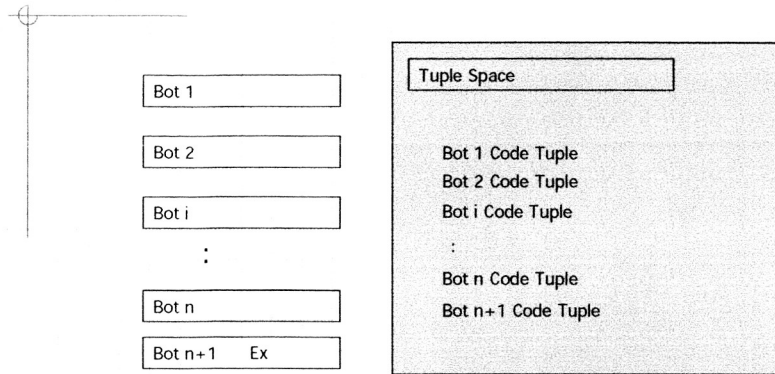 Bot 1
Bot 2
Bot i
:
Bot n
Bot n+1 Ex
Tuple Space
Bot 1 Code Tuple
Bot 2 Code Tuple
Bot i Code Tuple
:
Bot n Code Tuple
Bot n+1 Code Tuple